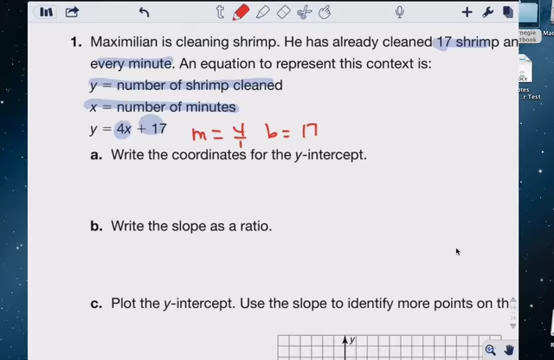 1. Maximilian is cleaning shrimp. He has already cleaned 17 shrimp an
every minute. An equation to represent this context is:
y = number of shrimp cleaned
x = number of minutes
y = 4x + 17 m = 4/1 b = 17
a. Write the coordinates for the y-intercept.
b. Write the slope as a ratio.
c. Plot the y-intercept. Use the slope to identify more points on th
y